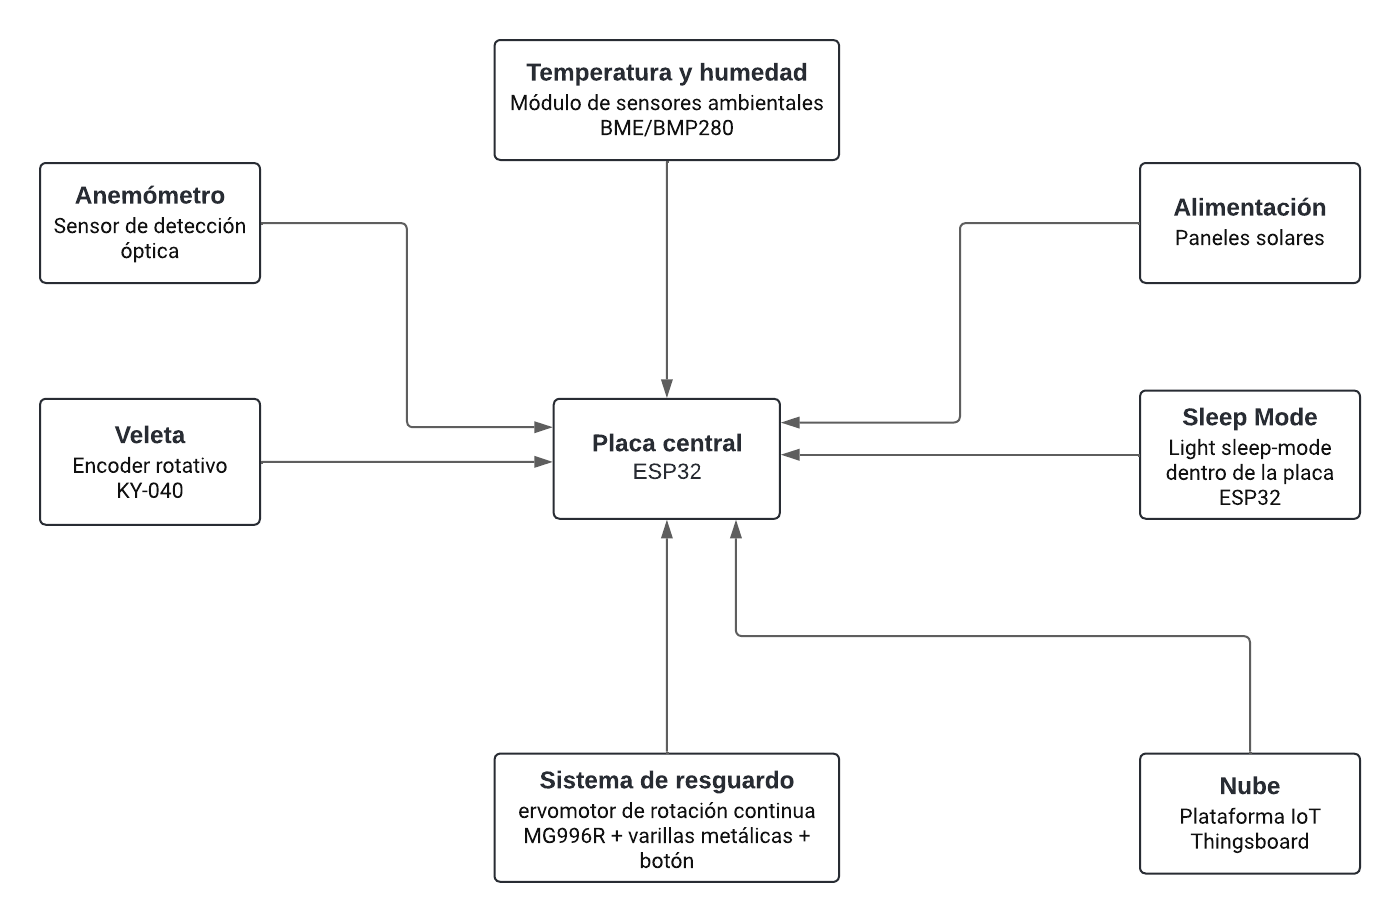 Temperatura y humedad
Módulo de sensores ambientales
BME/BMP280
Anemómetro
Sensor de detección
óptica
Alimentación
Paneles solares
Veleta
Encoder rotativo
KY-040
Placa central
ESP32
Sleep Mode
Light sleep-mode
dentro de la placa
ESP32
Sistema de resguardo
ervomotor de rotación continua
MG996R + varillas metálicas +
botón
Nube
Plataforma IoT
Thingsboard